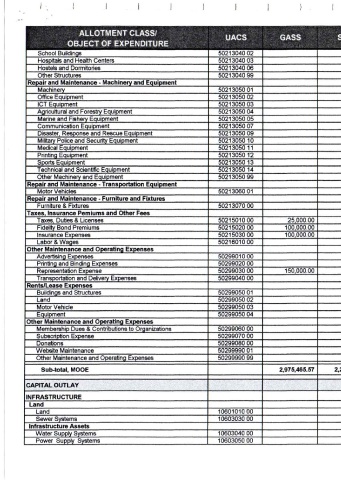 ALLOTMENT CLASS/ OBJECT OF EXPENDITURE UACS GASS S
School Buildings 50213040 02
Hospitals and Health Centers 50213040 03
Hostels and Dormitories 50213040 06
Other Structures 50213040 99
Repair and Maintenance - Machinery and Equipment
Machinery 50213050 01
Office Equipment 50213050 02
ICT Equipment 50213050 03
Agricultural and Forestry Equipment 50213050 04
Marine and Fishery Equipment 50213050 05
Communication Equipment 50213050 07
Disaster, Response and Rescue Equipment 50213050 09
Military Police and Security Equipment 50213050 10
Medical Equipment 50213050 11
Printing Equipment 50213050 12
Sports Equipment 50213050 13
Technical and Scientific Equipment 50213050 14
Other Machinery and Equipment 50213050 99
Repair and Maintenance - Transportation Equipment
Motor Vehicles 50213060 01
Repair and Maintenance - Furniture and Fixtures
Furniture & Fixtures 50213070 00
Taxes, Insurance Pemiums and Other Fees
Taxes, Duties & Licenses 50215010 00 25,000.00
Fidelity Bond Premiums 50215020 00 100,000.00
Insurance Expenses 50215030 00 100,000.00
Labor & Wages 50216010 00
Other Maintenance and Operating Expenses
Advertising Expenses 50299010 00
Printing and Binding Expenses 50299020 00
Representation Expense 50299030 00 150,000.00
Transportation and Delivery Expenses 50299040 00
Rents/Lease Expenses
Buildings and Structures 50299050 01
Land 50299050 02
Motor Vehicle 50299050 03
Equipment 50299050 04
Other Maintenance and Operating Expenses
Membership Dues & Contributions to Organizations 50299060 00
Subscription Expense 50299070 00
Donations 50299080 00
Website Maintenance 50299990 01
Other Maintenance and Operating Expenses 50299990 99
Sub-total, MOOE 2,975,465.57 2,2
CAPITAL OUTLAY
INFRASTRUCTURE
Land
Land 10601010 00
Sewer Systems 10603030 00
Infrastructure Assets
Water Supply Systems 10603040 00
Power Supply Systems 10603050 00